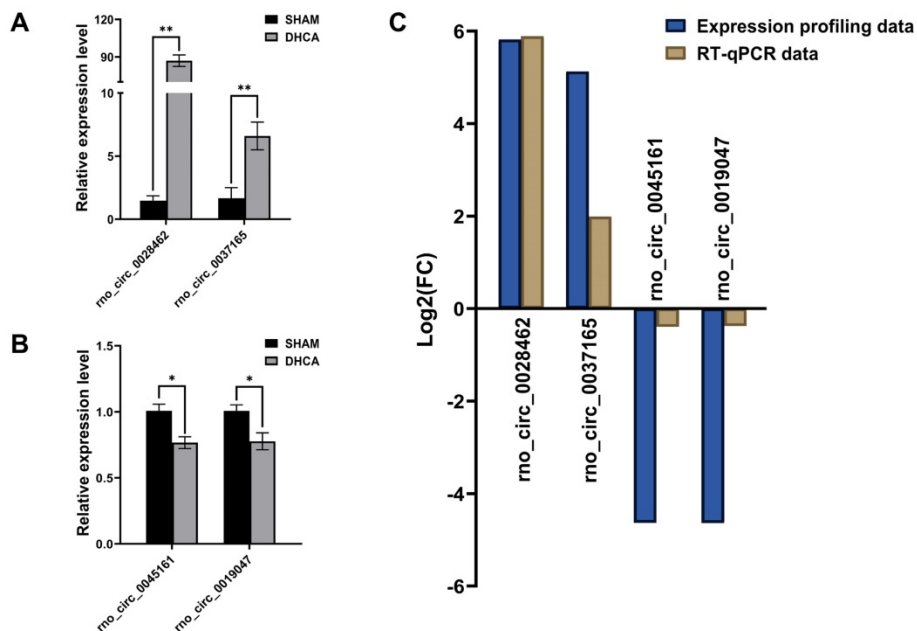 A
SHAM
DHCA
Relative expression level
120
90
60
10
5
0
**
**
rno_circ_0028462
rno_circ_0037165
B
SHAM
DHCA
Relative expression level
1.5
1.0
0.5
0.0
*
*
rno_circ_0045161
rno_circ_0019047
C
Expression profiling data
RT-qPCR data
Log2(FC)
6
4
2
0
-2
-4
-6
rno_circ_0028462
rno_circ_0037165
rno_circ_0045161
rno_circ_0019047